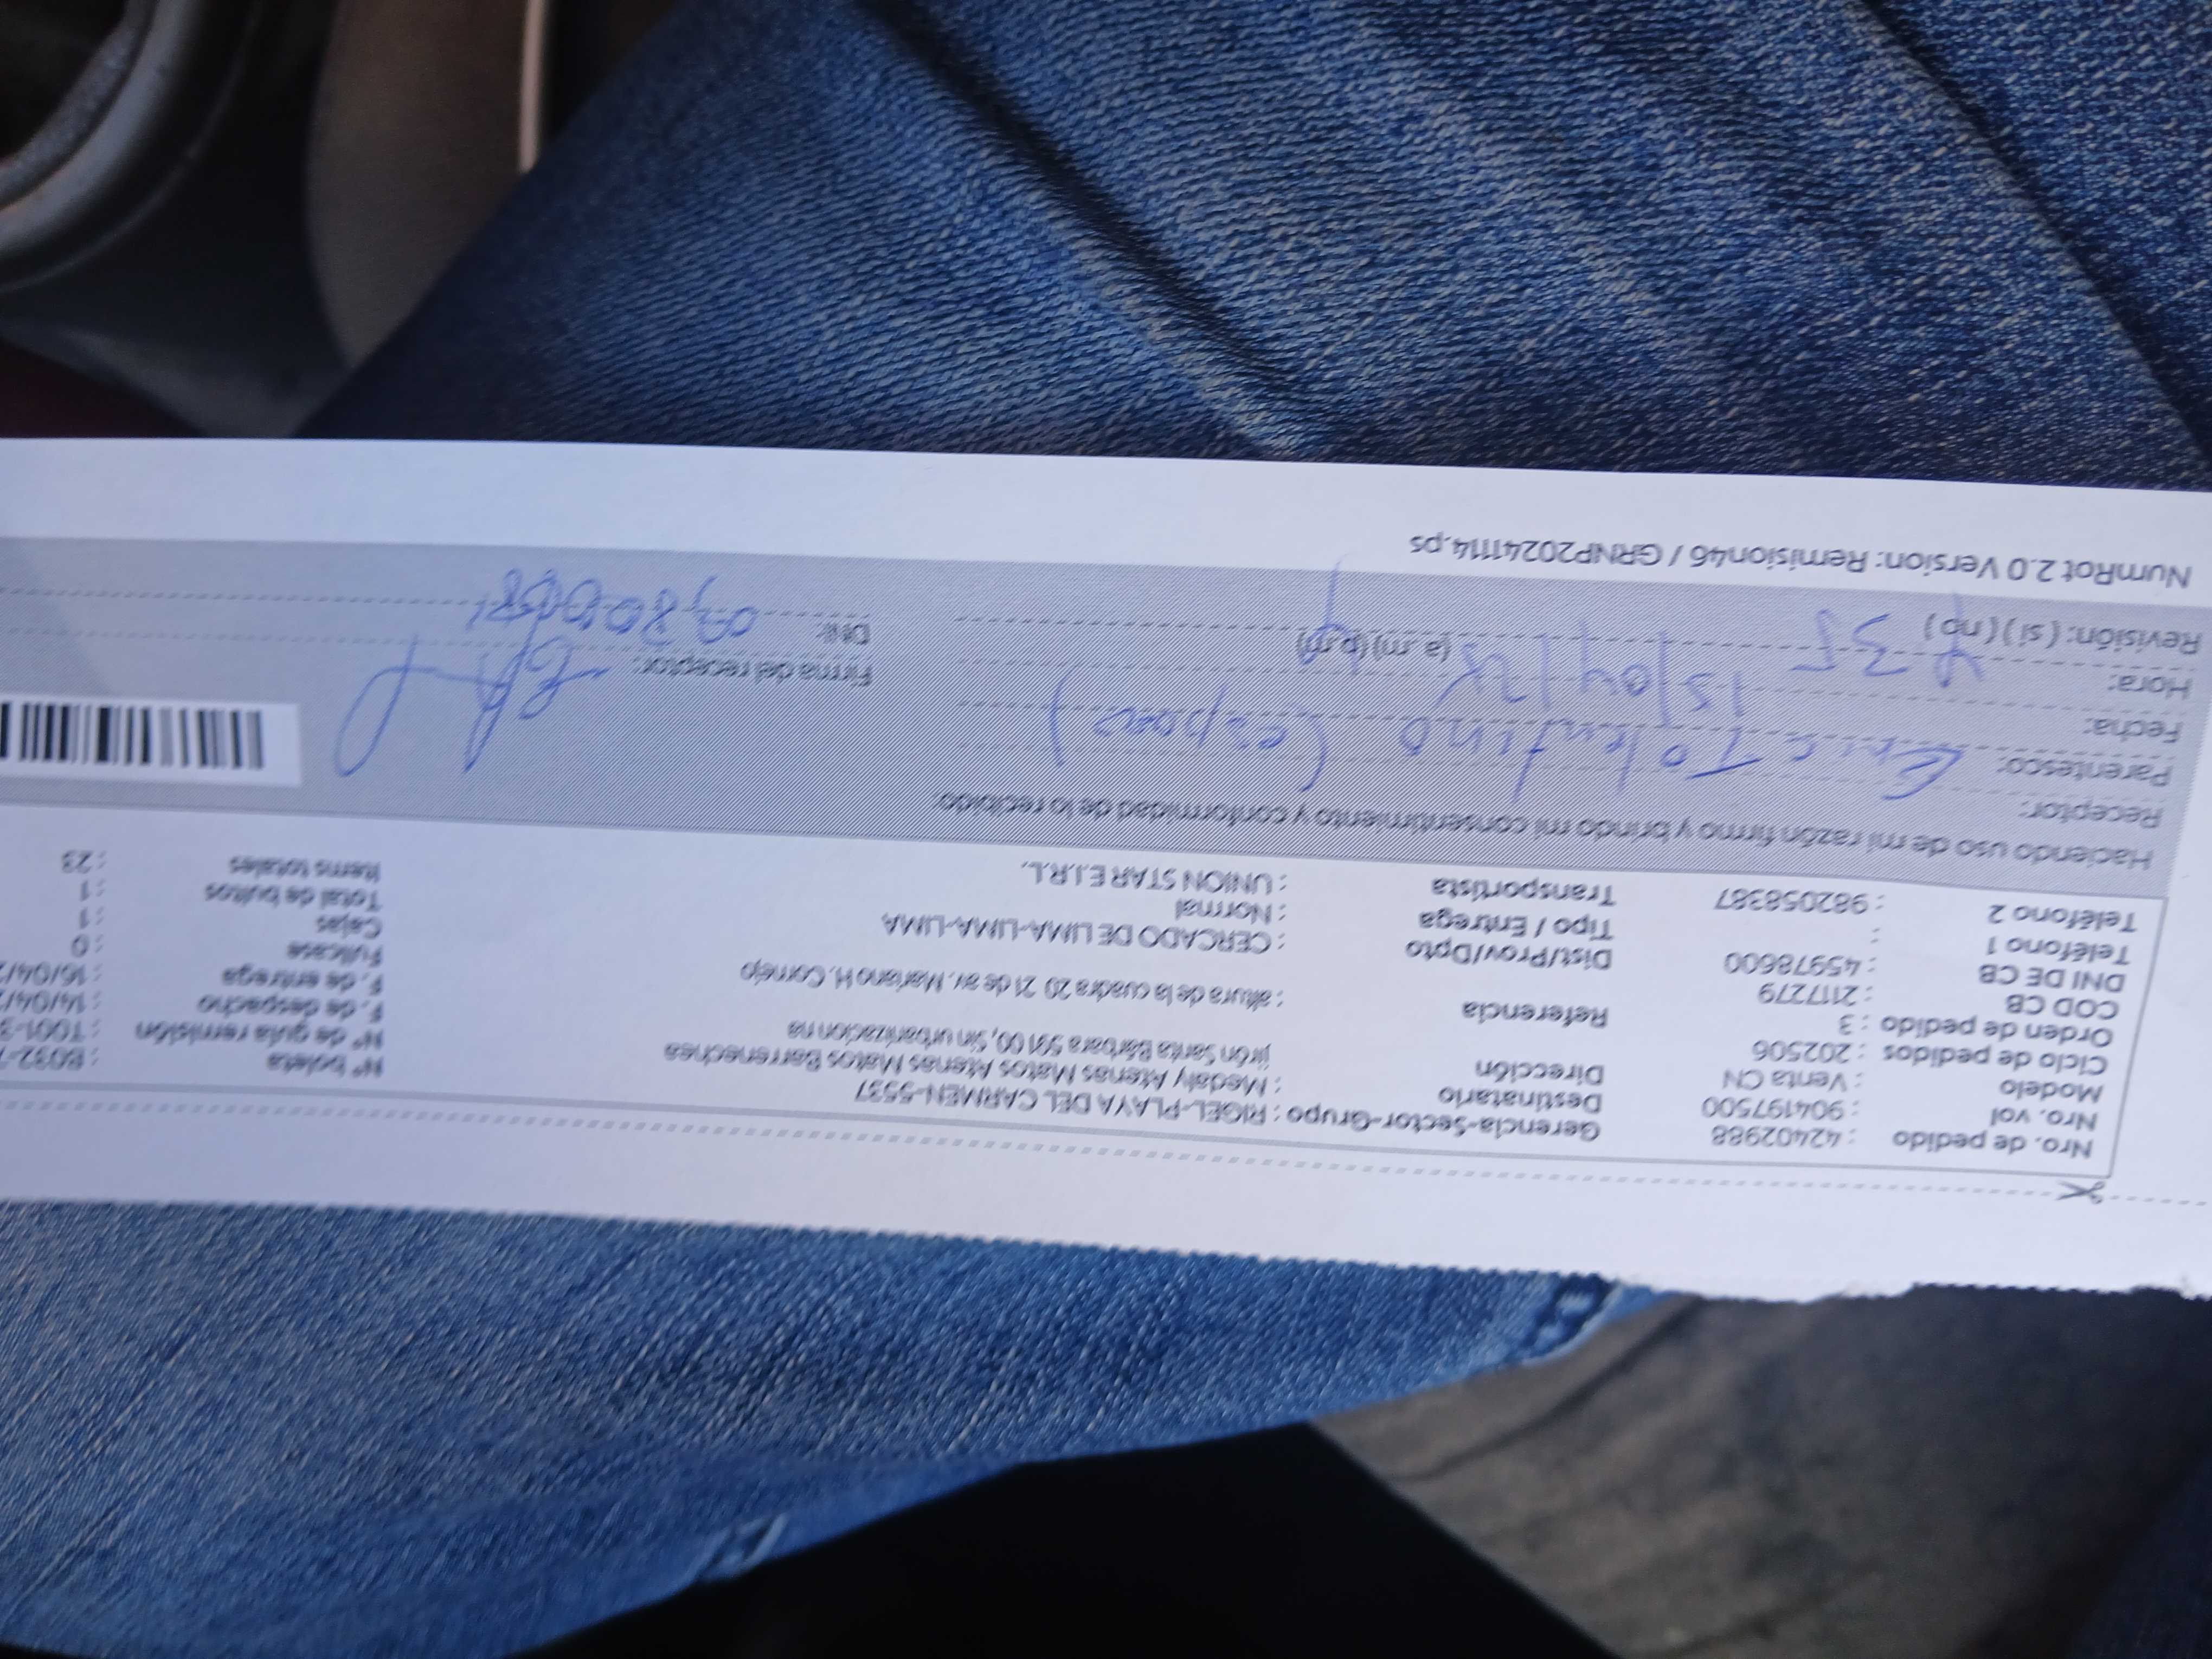 Nro. de pedido : 42402988 Gerencia-Sector-Grupo : RIGEL-PLAYA DEL CARMEN-5537
Nro. vol : 904197500 Destinatario : Medaly Atenas Matos Atenas Matos Barrenechea Nº boleta : B032-
Modelo : Venta CN Dirección jirón Santa Bárbara 591 00, Sin urbanizacion na Nº de guía remisión : T001-3
Ciclo de pedidos : 202506 F. de despacho : 14/04/2
Orden de pedido : 3 Referencia : altura de la cuadra 20 21 de av. Mariano H. Cornejo F. de entrega : 16/04/2
COD CB : 2117279 Fullcase : 0
DNI DE CB : 45978600 Dist/Prov/Dpto : CERCADO DE LIMA-LIMA-LIMA Cajas : 1
Teléfono 1 : Tipo / Entrega : Normal Total de bultos : 1
Teléfono 2 : 982058387 Transportista : UNION STAR E.I.R.L. Items totales : 23
Haciendo uso de mi razón firmo y brindo mi consentimiento y conformidad de lo recibido:
Receptor:
Parentesco: Eric Tolentino (esposo)
Fecha: 15/04/25
Hora: 4 35 (a.m) (p.m) Firma del receptor:
Revisión: (si) (no) DNI:
NumRot 2.0 Version: Remision46 / GRNP20241114.ps